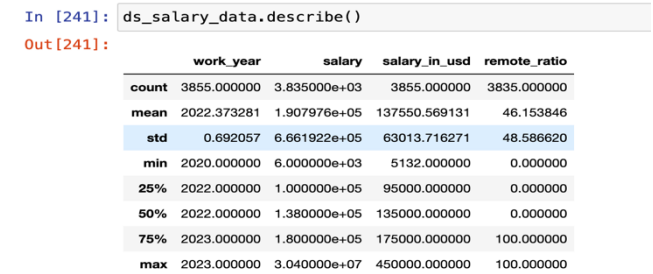 In [241]: ds_salary_data.describe()
Out[241]:
work_year salary salary_in_usd remote_ratio
count 3855.000000 3.835000e+03 3855.000000 3835.000000
mean 2022.373281 1.907976e+05 137550.569131 46.153846
std 0.692057 6.661922e+05 63013.716271 48.586620
min 2020.000000 6.000000e+03 5132.000000 0.000000
25% 2022.000000 1.000000e+05 95000.000000 0.000000
50% 2022.000000 1.380000e+05 135000.000000 0.000000
75% 2023.000000 1.800000e+05 175000.000000 100.000000
max 2023.000000 3.040000e+07 450000.000000 100.000000